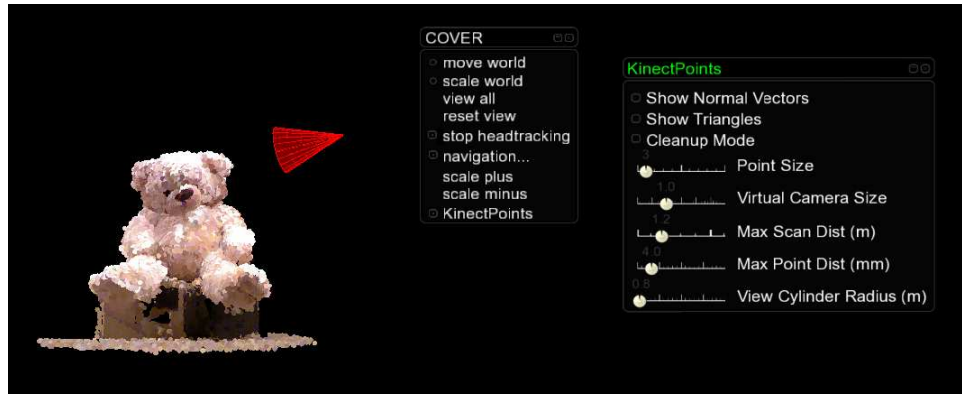 COVER
move world
scale world
view all
reset view
stop headtracking
navigation...
scale plus
scale minus
KinectPoints
KinectPoints
Show Normal Vectors
Show Triangles
Cleanup Mode
3
Point Size
1.0
Virtual Camera Size
1.2
Max Scan Dist (m)
4.0
Max Point Dist (mm)
0.8
View Cylinder Radius (m)